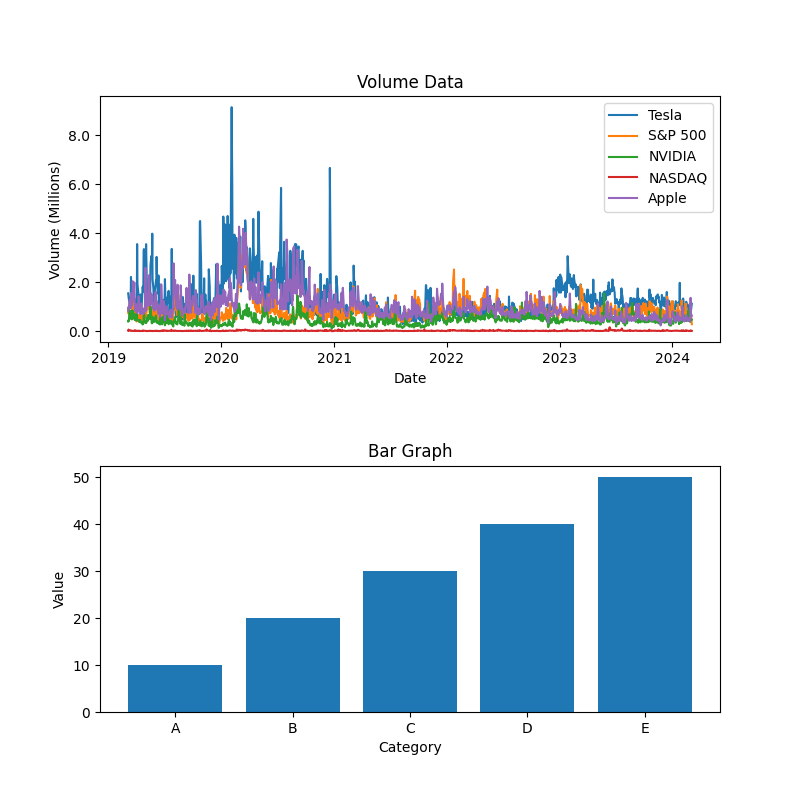 Volume Data
Volume (Millions)
8.0
6.0
4.0
2.0
0.0
Tesla
S&P 500
NVIDIA
NASDAQ
Apple
2019 2020 2021 2022 2023 2024
Date
Bar Graph
Value
50
40
30
20
10
0
A B C D E
Category